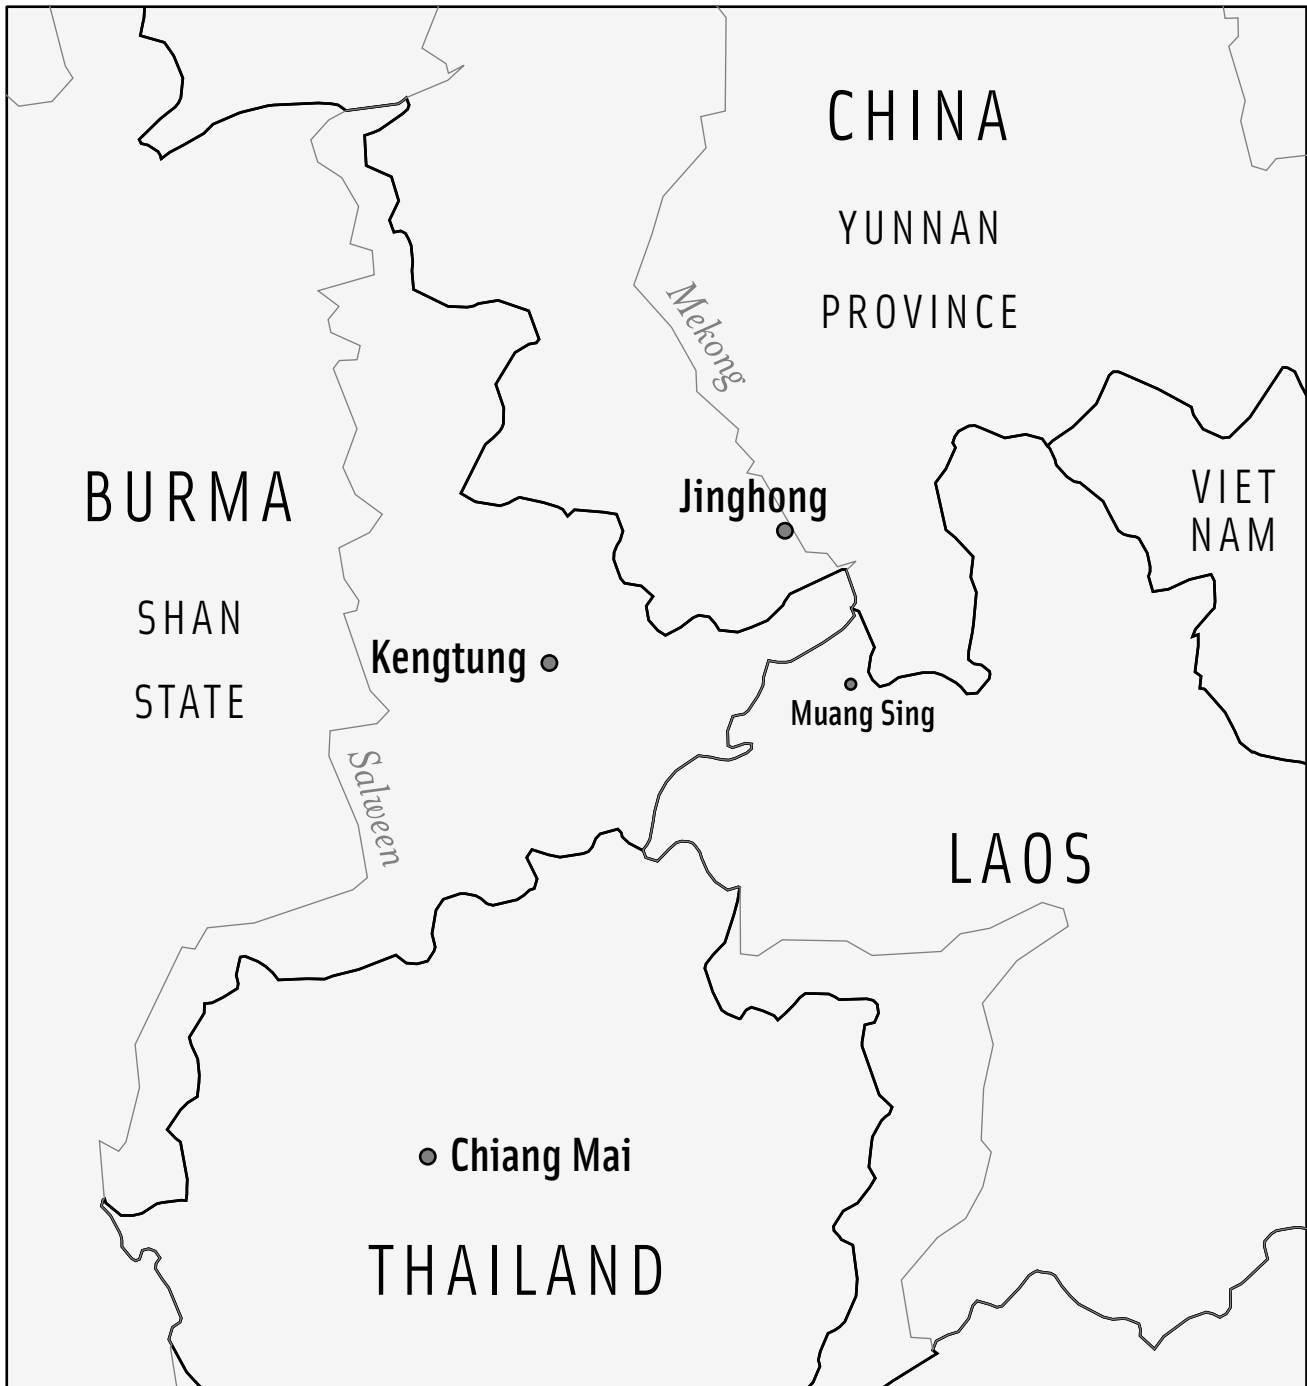 CHINA
YUNNAN
PROVINCE
Mekong
BURMA
VIET
NAM
Jinghong
SHAN
STATE
Kengtung
Muang Sing
Salween
LAOS
Chiang Mai
THAILAND